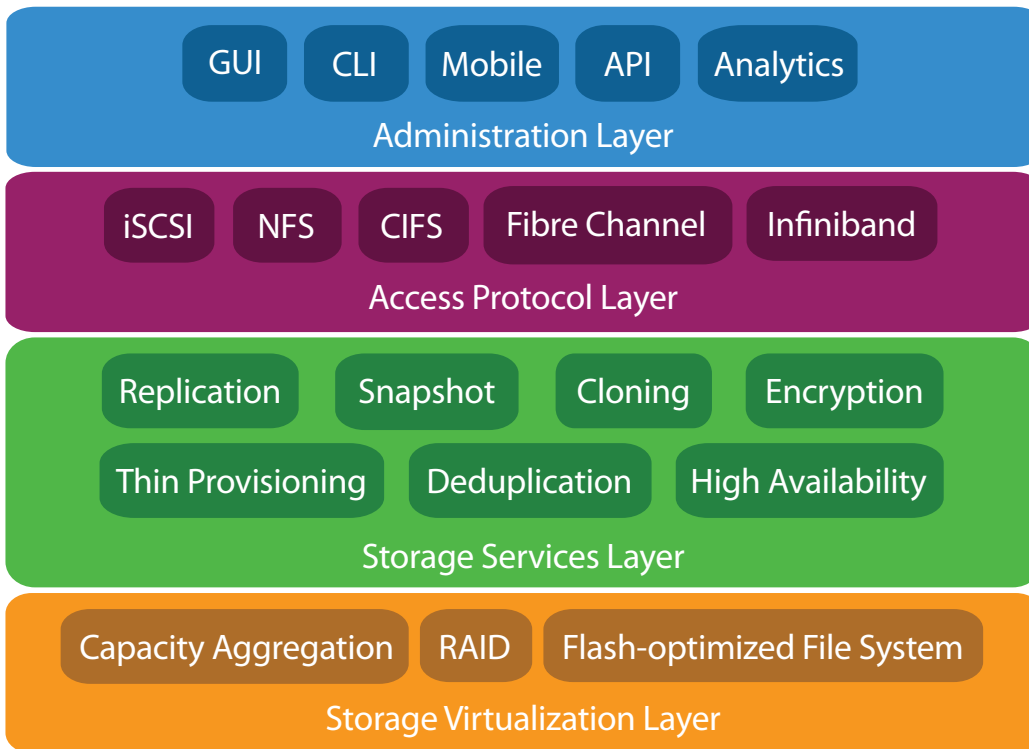 GUI CLI Mobile API Analytics
Administration Layer
iSCSI NFS CIFS Fibre Channel Infiniband
Access Protocol Layer
Replication Snapshot Cloning Encryption
Thin Provisioning Deduplication High Availability
Storage Services Layer
Capacity Aggregation RAID Flash-optimized File System
Storage Virtualization Layer